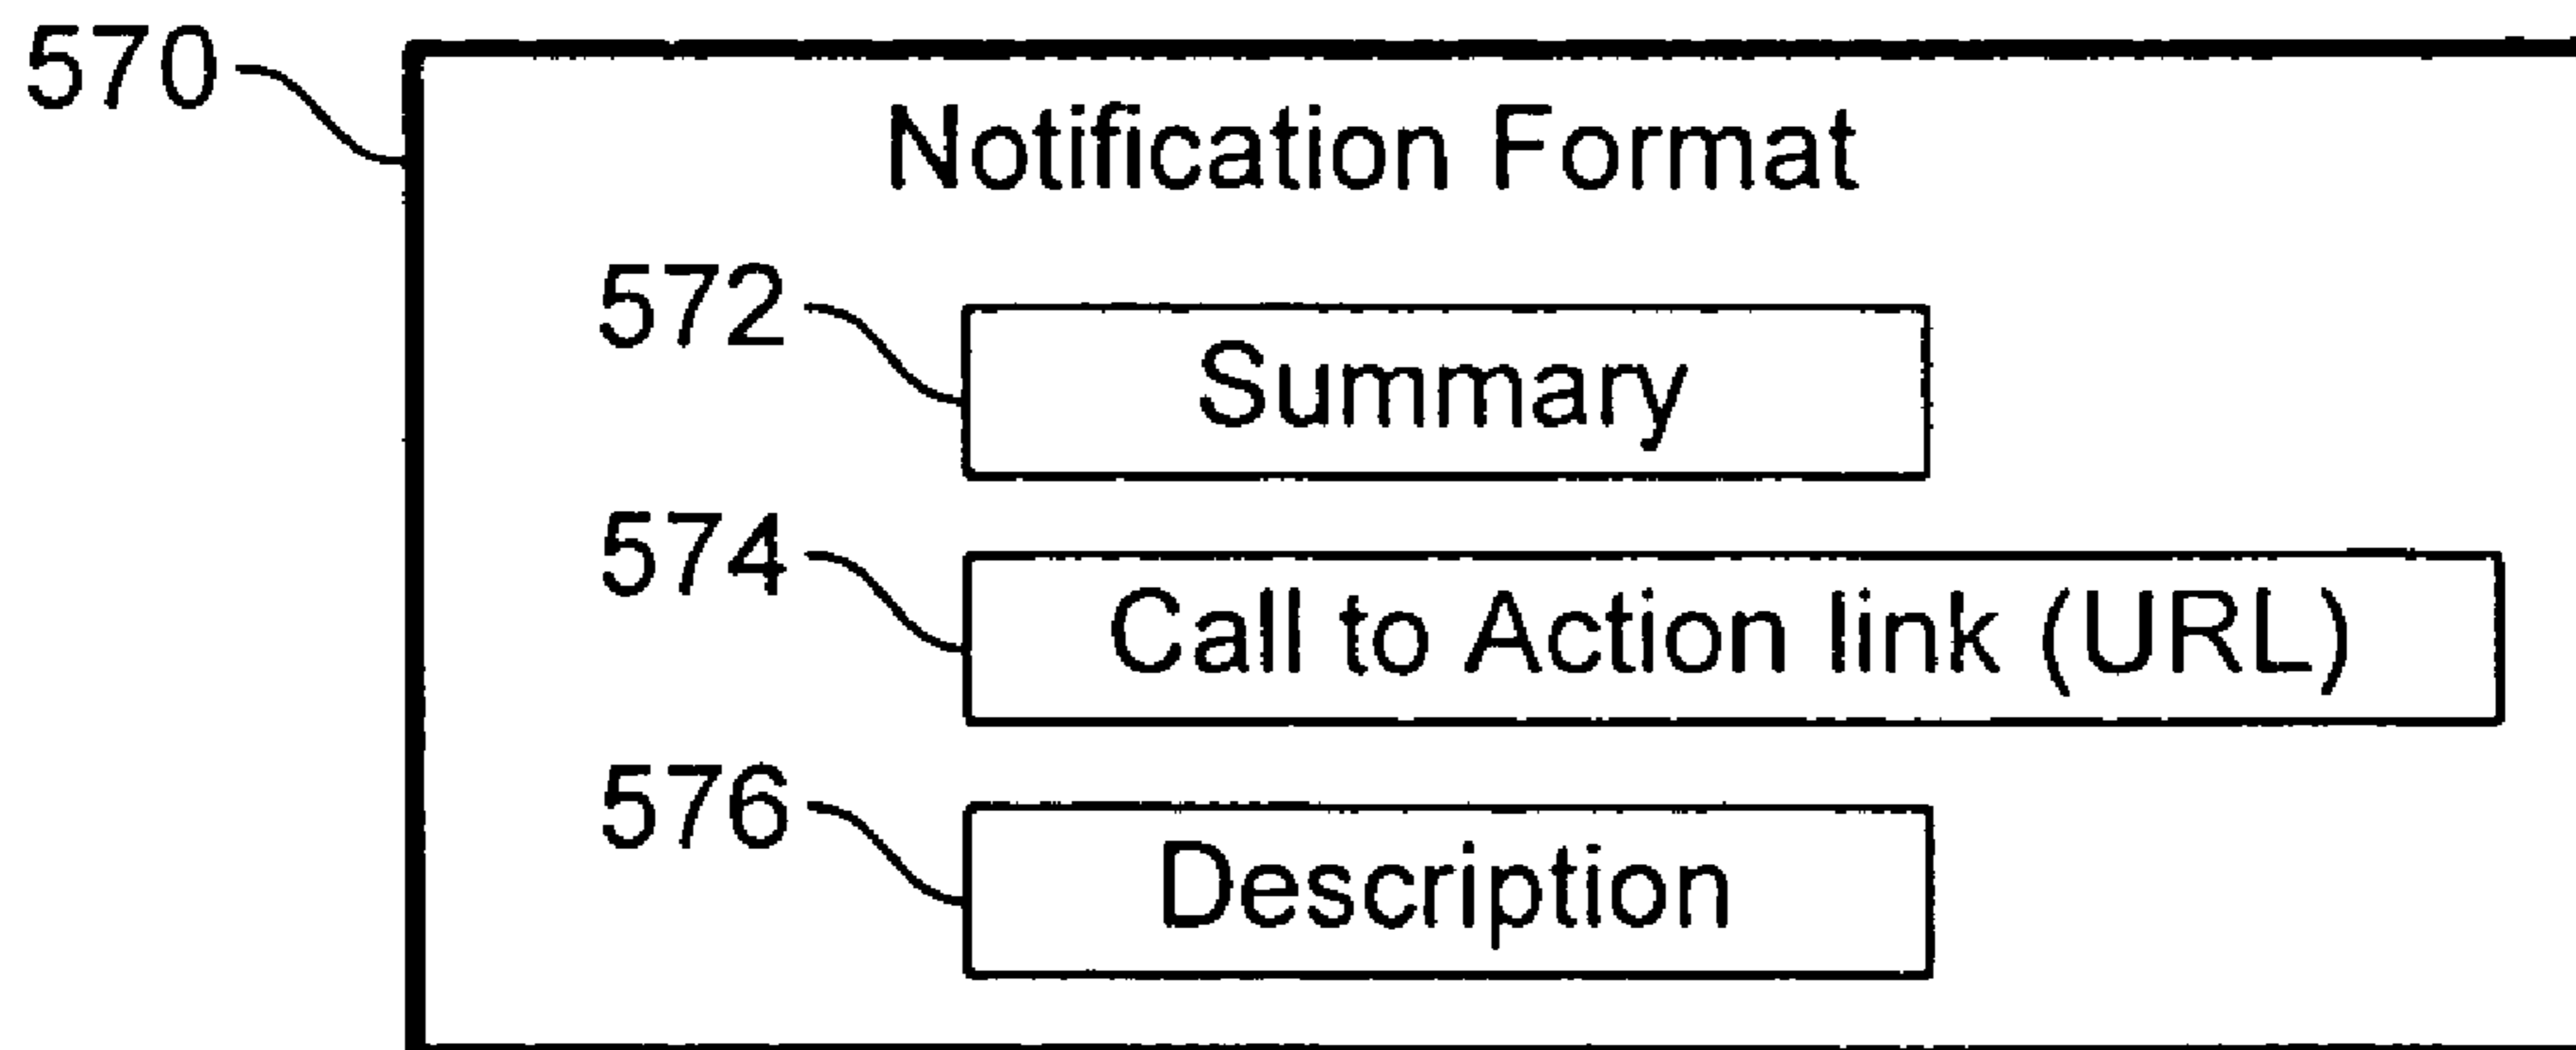 570
Notification Format
572
Summary
574
Call to Action link (URL)
576
Description